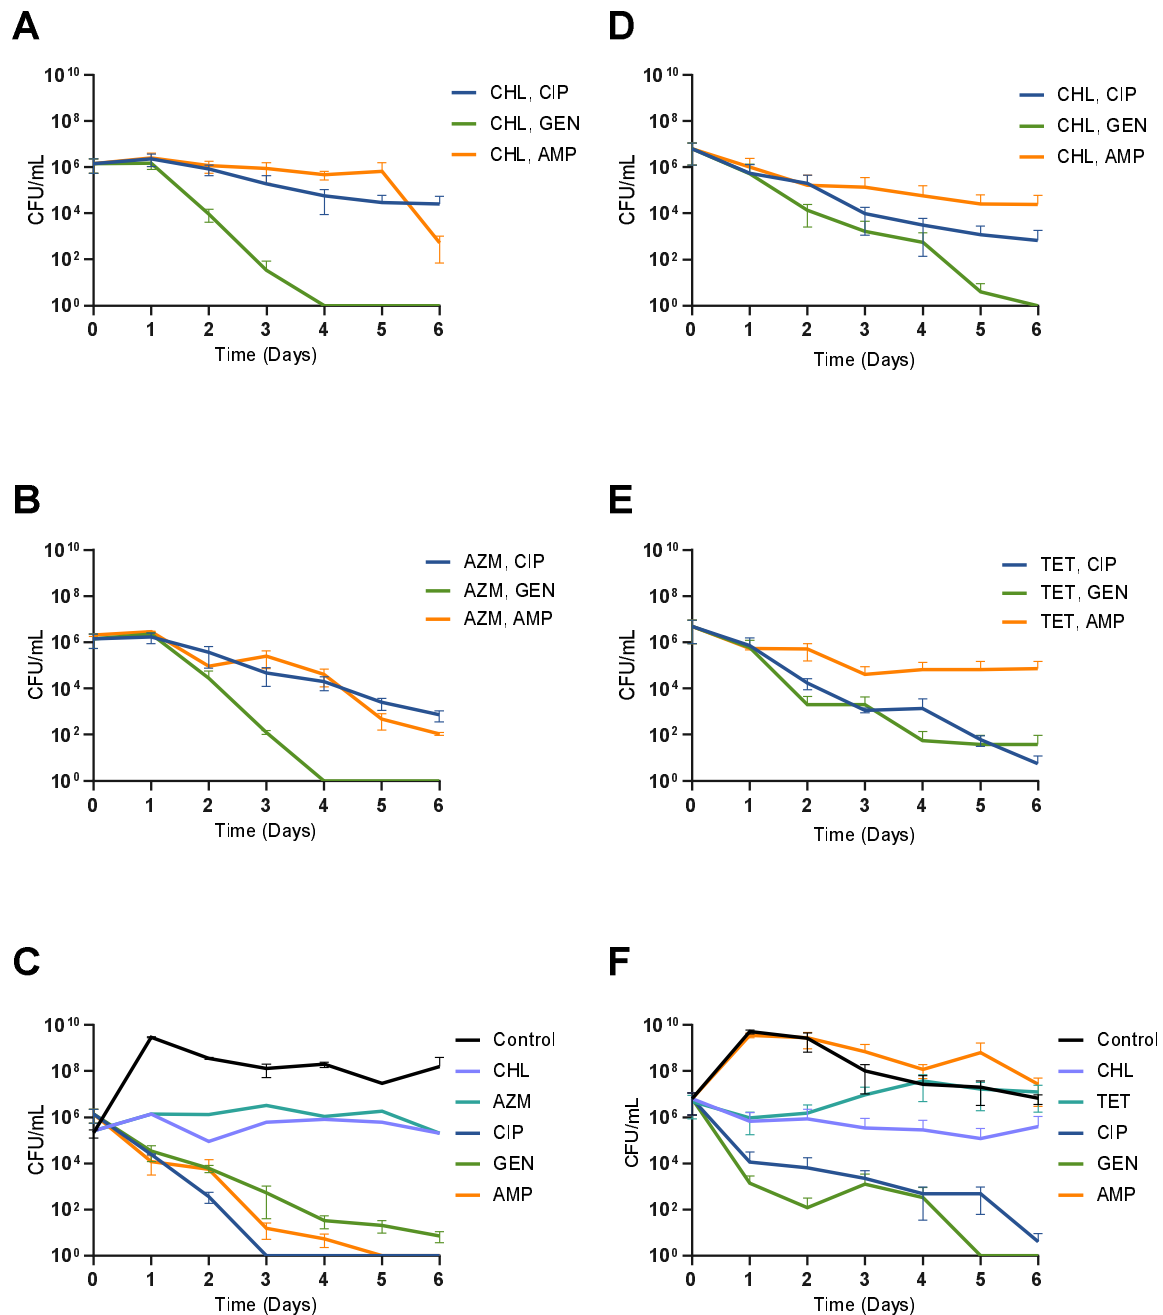 A
10^10
10^8
10^6
10^4
10^2
10^0
CFU/mL
0 1 2 3 4 5 6
Time (Days)
CHL, CIP
CHL, GEN
CHL, AMP
D
10^10
10^8
10^6
10^4
10^2
10^0
CFU/mL
0 1 2 3 4 5 6
Time (Days)
CHL, CIP
CHL, GEN
CHL, AMP
B
10^10
10^8
10^6
10^4
10^2
10^0
CFU/mL
0 1 2 3 4 5 6
Time (Days)
AZM, CIP
AZM, GEN
AZM, AMP
E
10^10
10^8
10^6
10^4
10^2
10^0
CFU/mL
0 1 2 3 4 5 6
Time (Days)
TET, CIP
TET, GEN
TET, AMP
C
10^10
10^8
10^6
10^4
10^2
10^0
CFU/mL
0 1 2 3 4 5 6
Time (Days)
Control
CHL
AZM
CIP
GEN
AMP
F
10^10
10^8
10^6
10^4
10^2
10^0
CFU/mL
0 1 2 3 4 5 6
Time (Days)
Control
CHL
TET
CIP
GEN
AMP